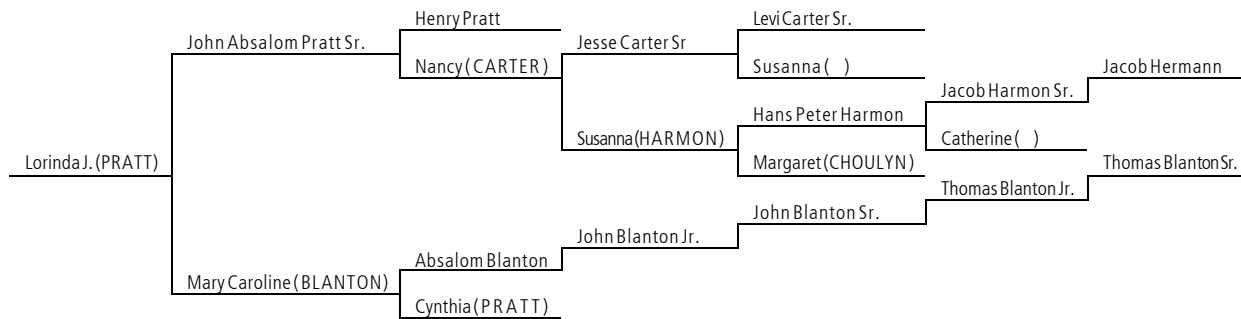 Henry Pratt
Levi Carter Sr.
John Absalom Pratt Sr.
Jesse Carter Sr
Nancy (CARTER)
Susanna ( )
Jacob Hermann
Jacob Harmon Sr.
Hans Peter Harmon
Susanna (HARMON)
Catherine ( )
Lorinda J. (PRATT)
Margaret (CHOULYN)
Thomas Blanton Sr.
Thomas Blanton Jr.
John Blanton Sr.
John Blanton Jr.
Absalom Blanton
Mary Caroline (BLANTON)
Cynthia (PRATT)